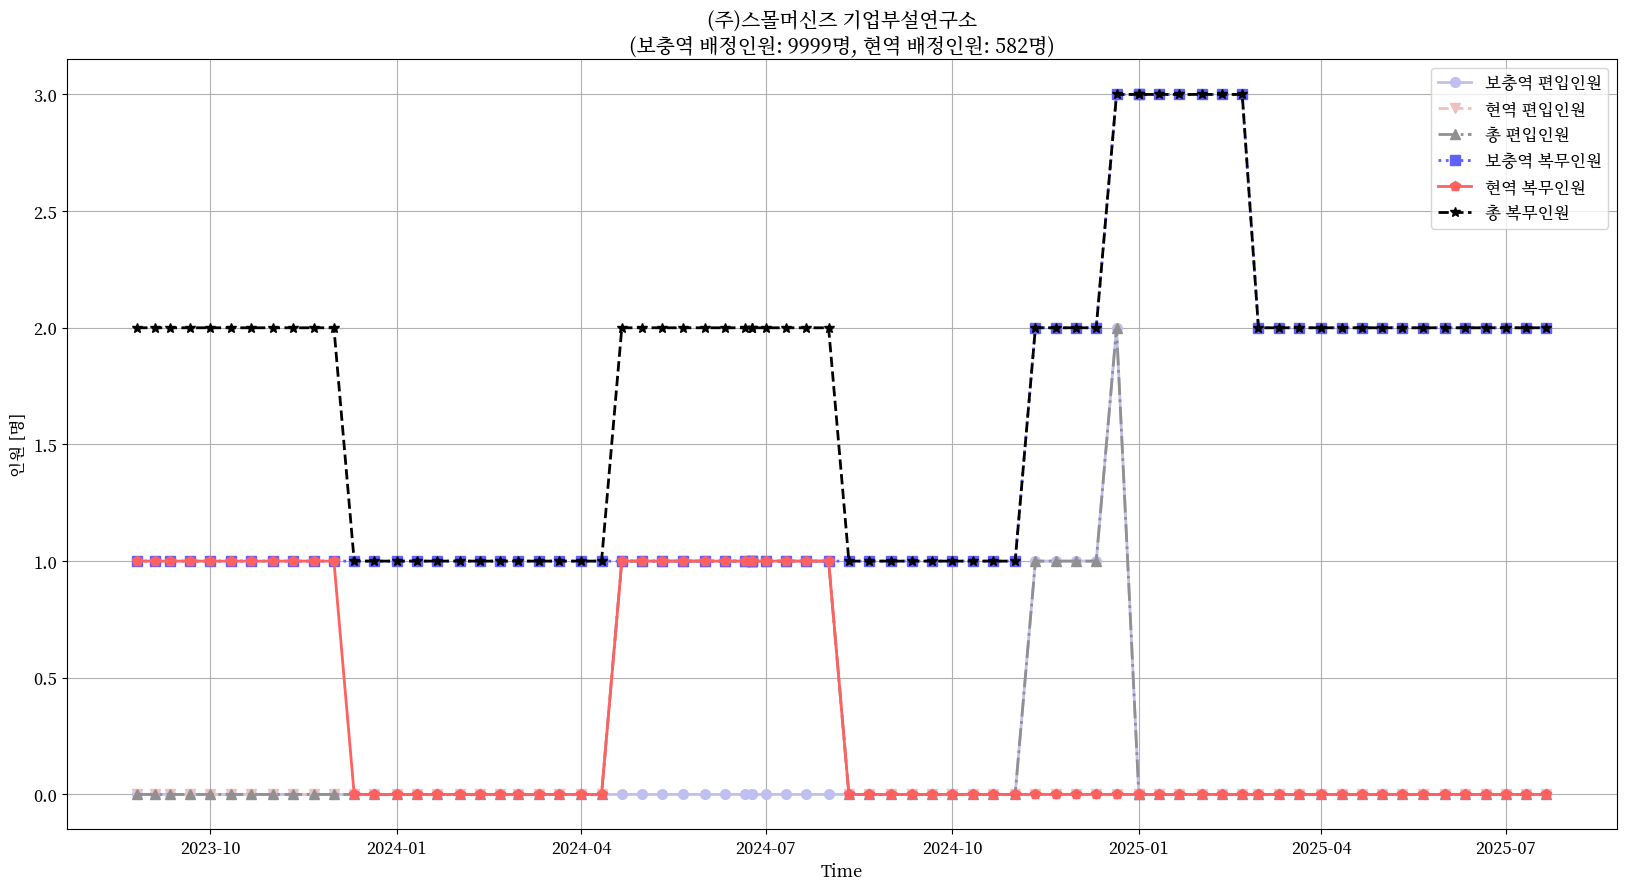 (주)스몰머신즈 기업부설연구소
(보충역 배정인원: 9999명, 현역 배정인원: 582명)
보충역 편입인원
현역 편입인원
총 편입인원
보충역 복무인원
현역 복무인원
총 복무인원
3.0
2.5
2.0
1.5
1.0
0.5
0.0
인원 [명]
2023-10
2024-01
2024-04
2024-07
2024-10
2025-01
2025-04
2025-07
Time